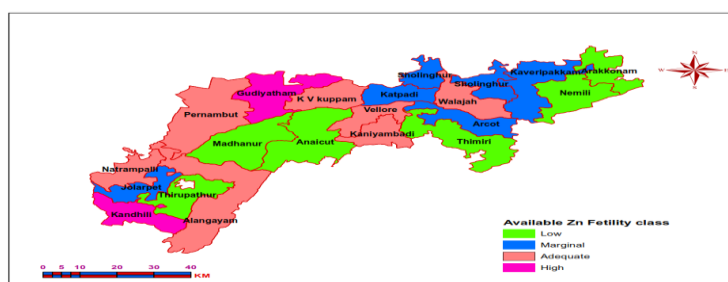 N
W E
S
Sholinghur
Kaveripakkam
Arakkonam
Gudiyatham
Sholinghur
K V kuppam
Katpadi
Nemili
Pernambut
Vellore
Walajah
Arcot
Kaniyambadi
Madhanur
Anaicut
Thimiri
Natrampalli
Jolarpet
Thirupathur
Kandhili
Alangayam
Available Zn Fetility class
Low
Marginal
Adequate
High
0 5 10 20 30 40
KM